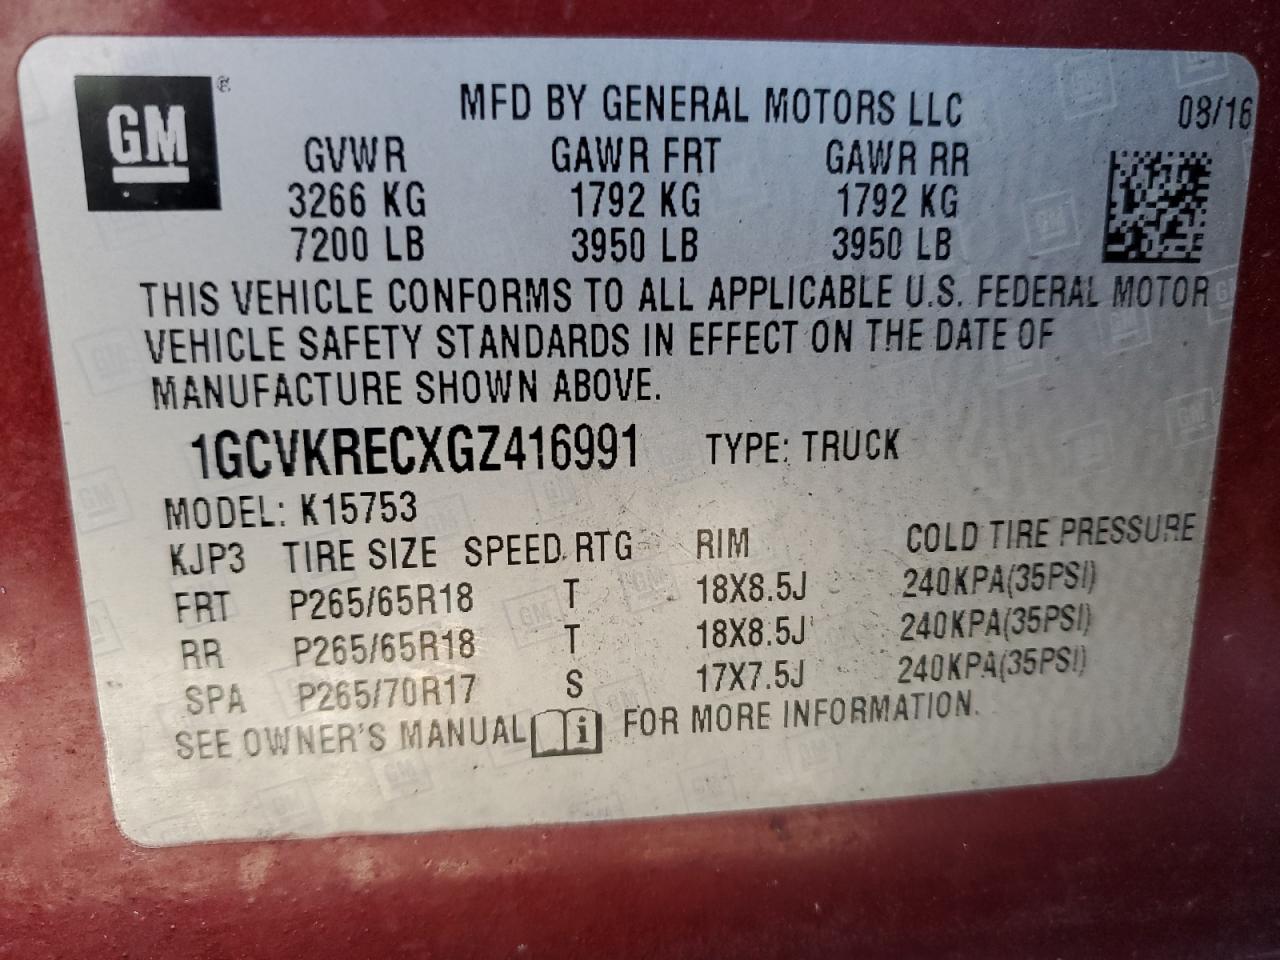 GM®
MFD BY GENERAL MOTORS LLC 08/16
GVWR GAWR FRT GAWR RR
3266 KG 1792 KG 1792 KG
7200 LB 3950 LB 3950 LB
THIS VEHICLE CONFORMS TO ALL APPLICABLE U.S. FEDERAL MOTOR
VEHICLE SAFETY STANDARDS IN EFFECT ON THE DATE OF
MANUFACTURE SHOWN ABOVE.
1GCVKRECXGZ416991 TYPE: TRUCK
MODEL: K15753
KJP3 TIRE SIZE SPEED RTG RIM COLD TIRE PRESSURE
FRT P265/65R18 T 18X8.5J 240KPA(35PSI)
RR P265/65R18 T 18X8.5J 240KPA(35PSI)
SPA P265/70R17 S 17X7.5J 240KPA(35PSI)
SEE OWNER'S MANUAL i FOR MORE INFORMATION.